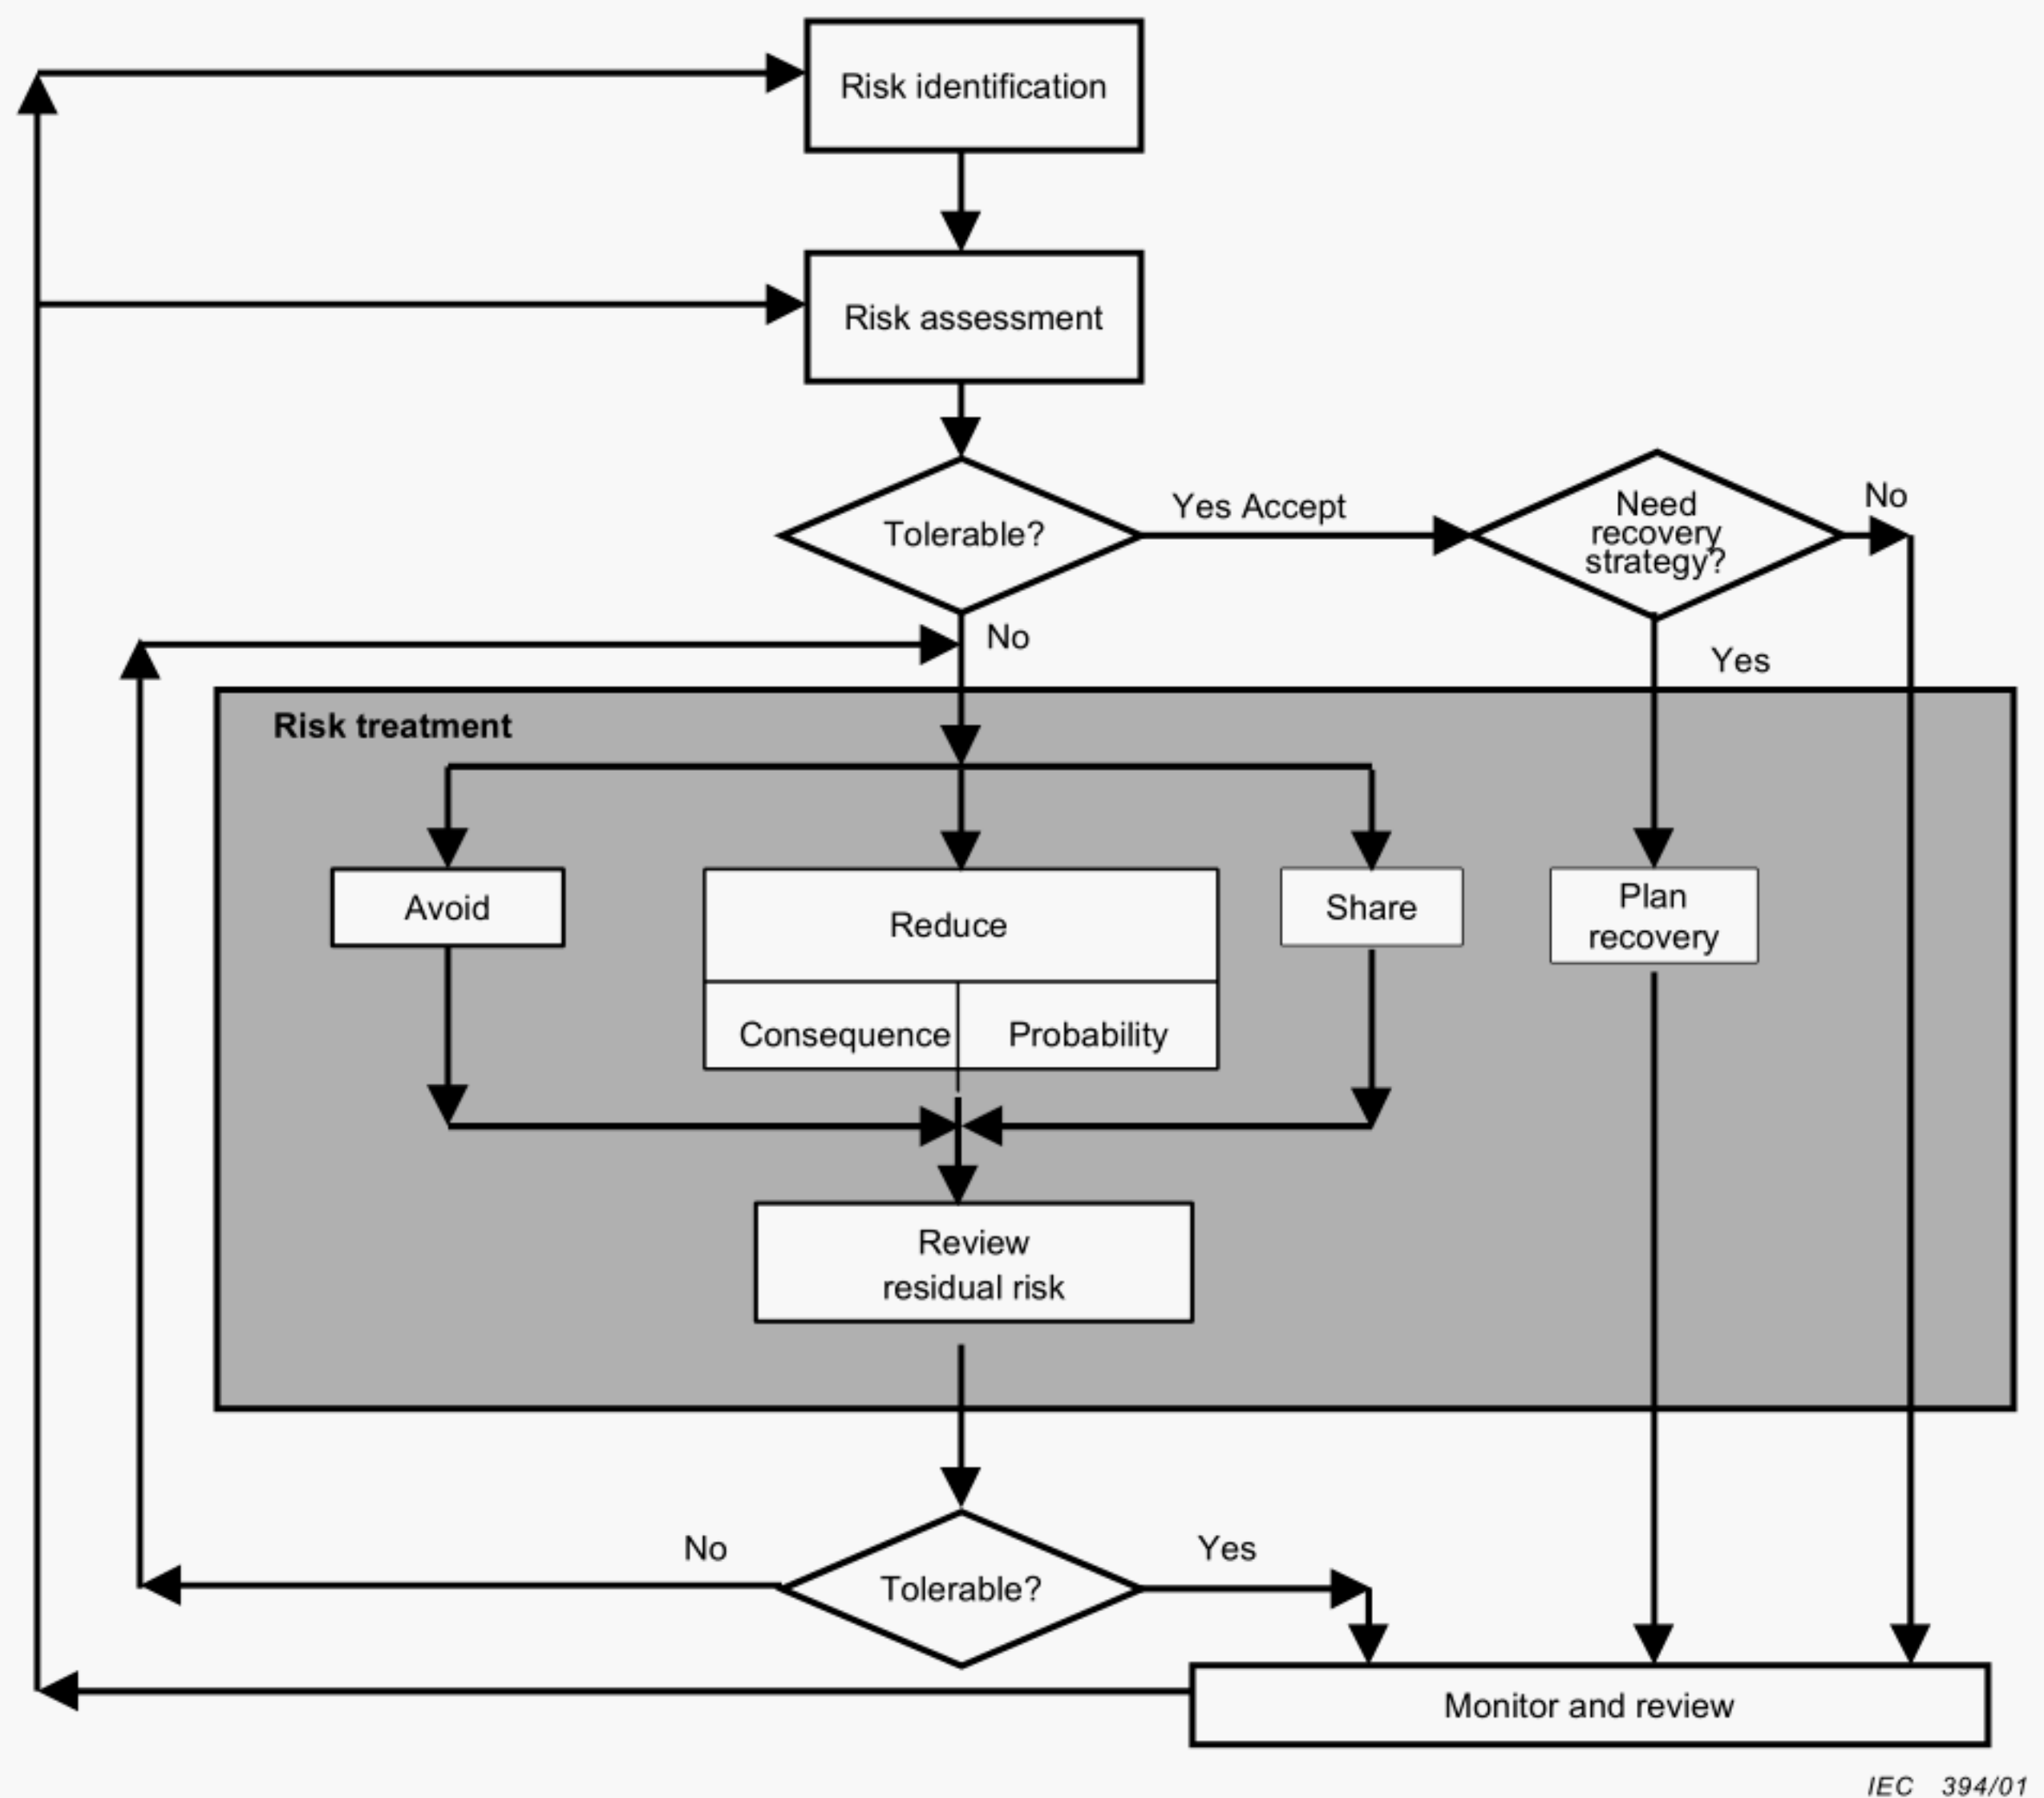 Risk identification
Risk assessment
Tolerable?
Yes Accept
Need
recovery
strategy?
No
No
Yes
Risk treatment
Avoid
Reduce
Consequence
Probability
Share
Plan
recovery
Review
residual risk
No
Tolerable?
Yes
Monitor and review
IEC 394/01